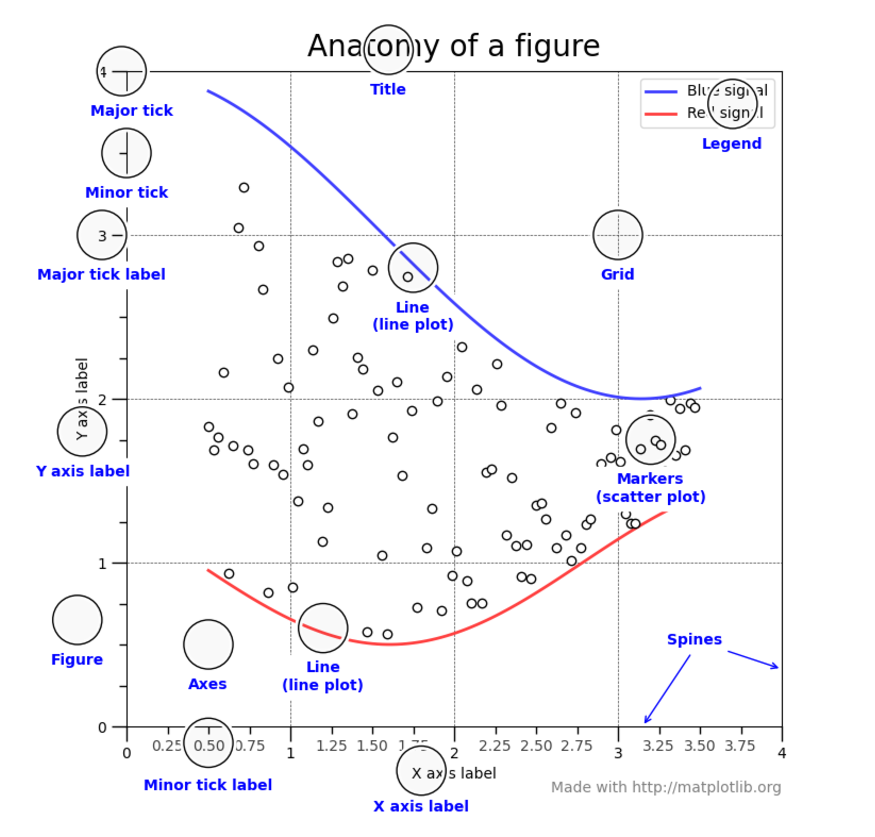 Anatomy of a figure
4
Blue signal
Title
Major tick
Red signal
Legend
Minor tick
3
Major tick label
Grid
Line
(line plot)
Y axis label
2
Y axis label
Markers
(scatter plot)
1
Figure
Line
(line plot)
Axes
Spines
0
0 0.25 0.50 0.75 1 1.25 1.50 1.75 2 2.25 2.50 2.75 3 3.25 3.50 3.75 4
X axis label
Minor tick label
Made with http://matplotlib.org
X axis label